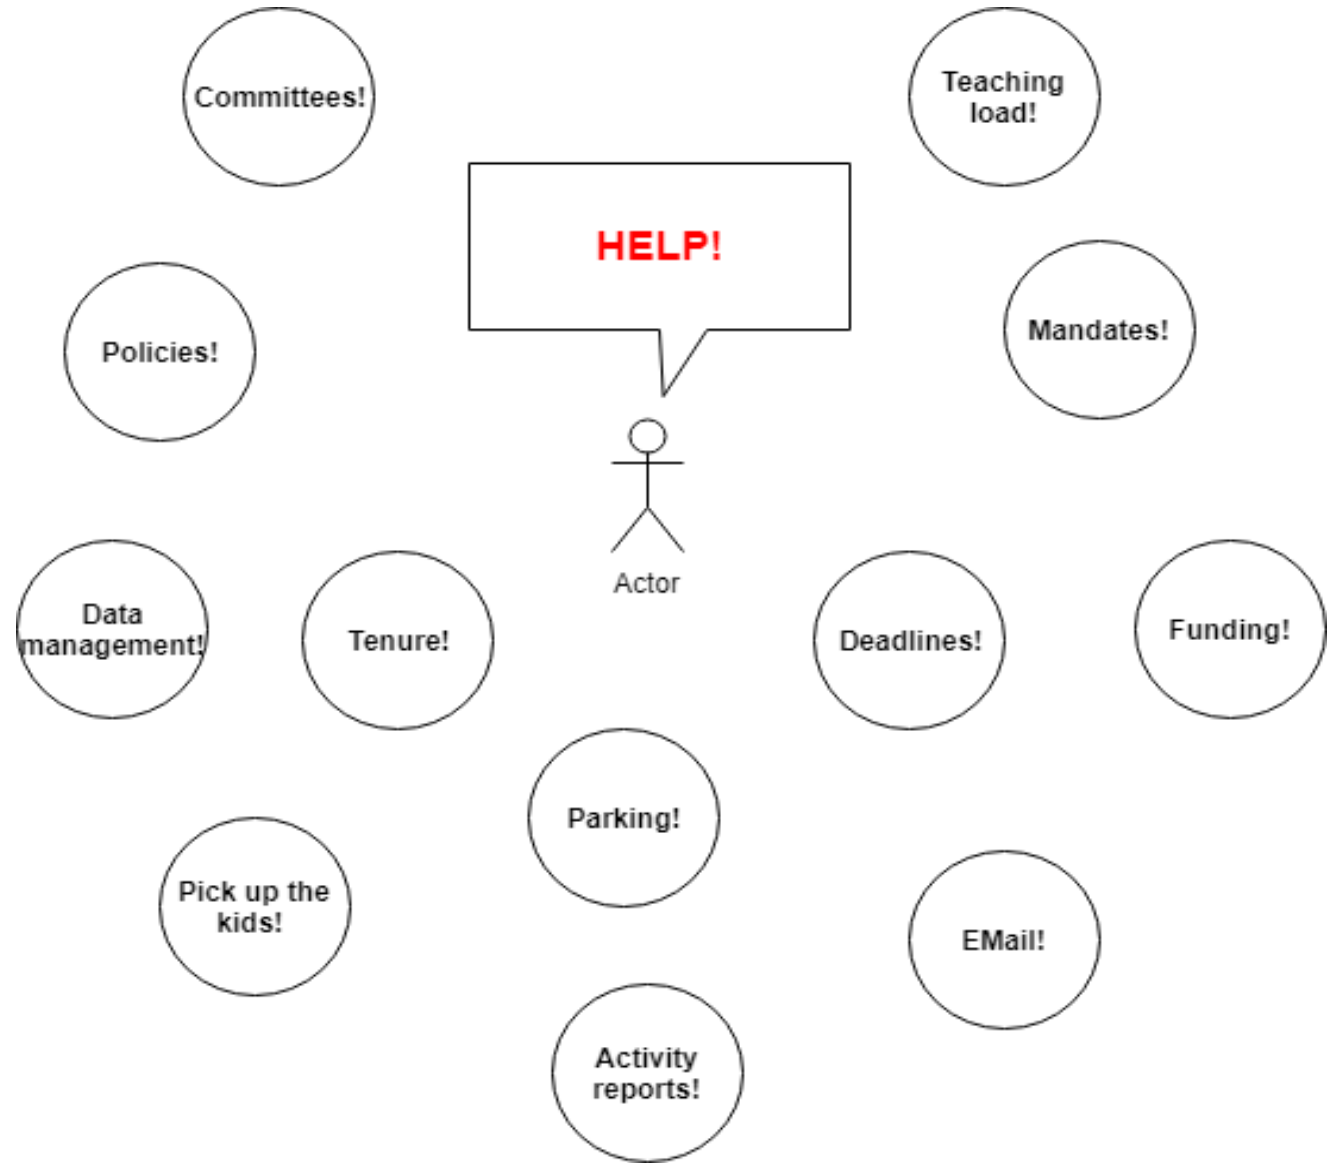 Committees!
Teaching
load!
HELP!
Policies!
Mandates!
Actor
Data
management!
Tenure!
Deadlines!
Funding!
Parking!
Pick up the
kids!
EMail!
Activity
reports!